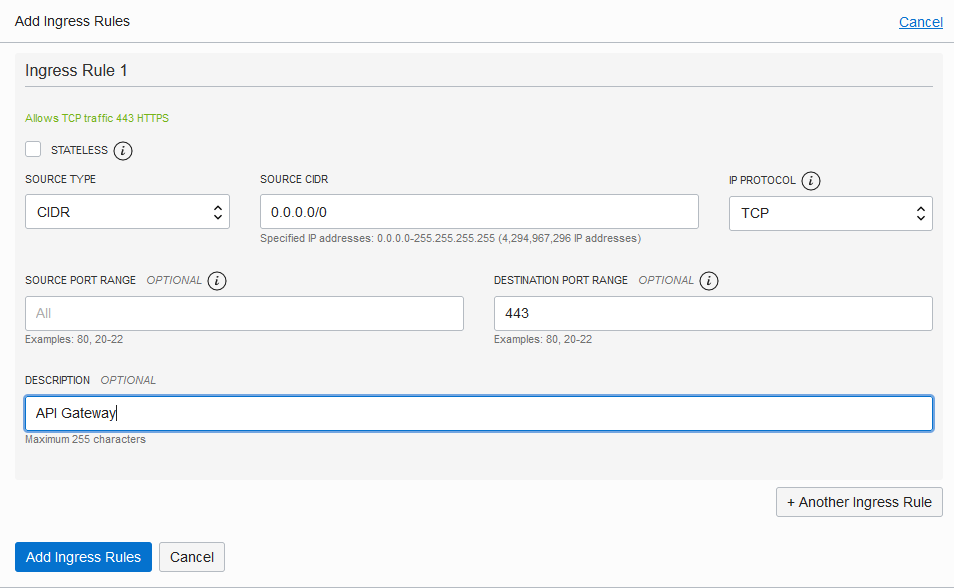 Add Ingress Rules
Cancel
Ingress Rule 1
Allows TCP traffic 443 HTTPS
STATELESS i
SOURCE TYPE
CIDR
SOURCE CIDR
0.0.0.0/0
Specified IP addresses: 0.0.0.0-255.255.255.255 (4,294,967,296 IP addresses)
IP PROTOCOL i
TCP
SOURCE PORT RANGE OPTIONAL i
All
Examples: 80, 20-22
DESTINATION PORT RANGE OPTIONAL i
443
Examples: 80, 20-22
DESCRIPTION OPTIONAL
API Gateway
Maximum 255 characters
+ Another Ingress Rule
Add Ingress Rules
Cancel